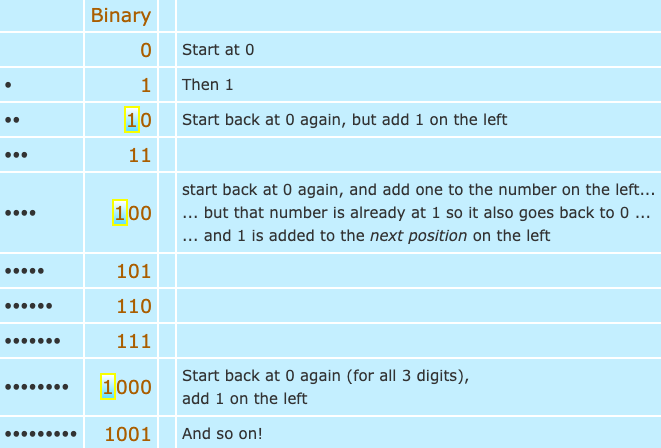 Binary
0 Start at 0
1 Then 1
10 Start back at 0 again, but add 1 on the left
11
start back at 0 again, and add one to the number on the left...
100 ... but that number is already at 1 so it also goes back to 0 ...
... and 1 is added to the next position on the left
101
110
111
1000 Start back at 0 again (for all 3 digits),
add 1 on the left
1001 And so on!